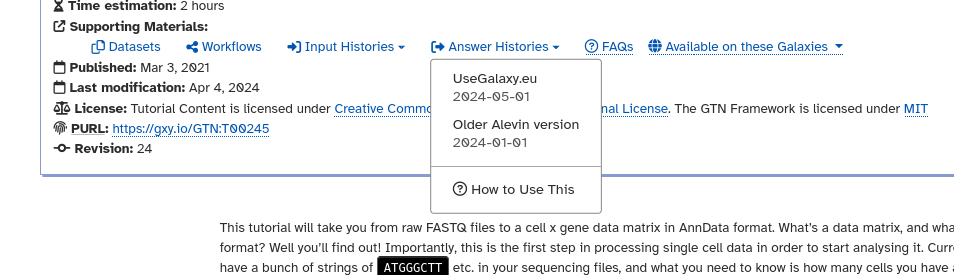 Time estimation: 2 hours
Supporting Materials:
Datasets Workflows Input Histories Answer Histories FAQs Available on these Galaxies
UseGalaxy.eu
2024-05-01
Older Alevin version
2024-01-01
How to Use This
Published: Mar 3, 2021
Last modification: Apr 4, 2024
License: Tutorial Content is licensed under Creative Commo nal License. The GTN Framework is licensed under MIT
PURL: https://gxy.io/GTN:T00245
Revision: 24
This tutorial will take you from raw FASTQ files to a cell x gene data matrix in AnnData format. What's a data matrix, and wha
format? Well you'll find out! Importantly, this is the first step in processing single cell data in order to start analysing it. Curr
have a bunch of strings of ATGGGCTT etc. in your sequencing files, and what you need to know is how many cells you have